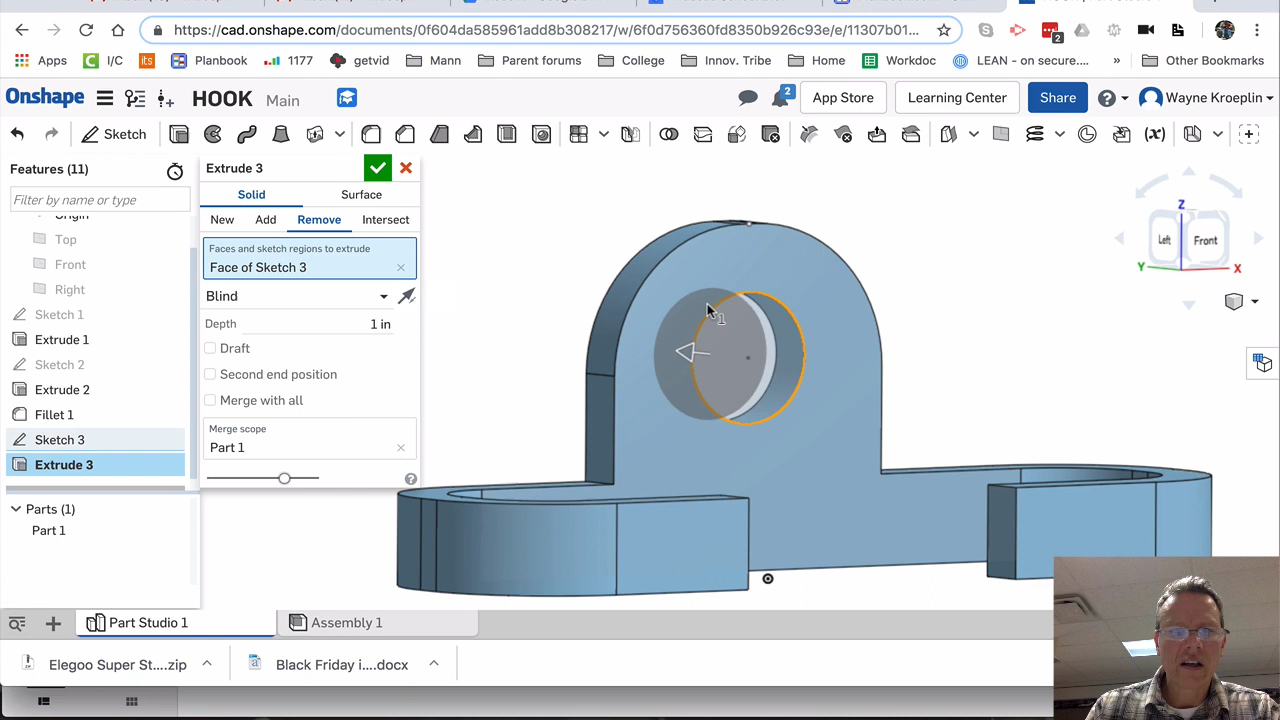 https://cad.onshape.com/documents/0f604da585961add8b308217/w/6f0d756360fd8350b926c93e/e/11307b01...
2
Apps
I/C
its
Planbook
1177
getvid
Mann
Parent forums
College
Innov. Tribe
Home
Workdoc
LEAN - on secure....
»
Other Bookmarks
Onshape
HOOK Main
2
App Store
Learning Center
Share
Wayne Kroeplin
Sketch
(x)
Features (11)
Filter by name or type
Origin
Top
Front
Right
Sketch 1
Extrude 1
Sketch 2
Extrude 2
Fillet 1
Sketch 3
Extrude 3
Parts (1)
Part 1
Extrude 3
Solid
Surface
New
Add
Remove
Intersect
Faces and sketch regions to extrude
Face of Sketch 3
Blind
Depth
1 in
Draft
Second end position
Merge with all
Merge scope
Part 1
1
Z
Left
Front
Y
X
Part Studio 1
Assembly 1
Elegoo Super St....zip
Black Friday i....docx